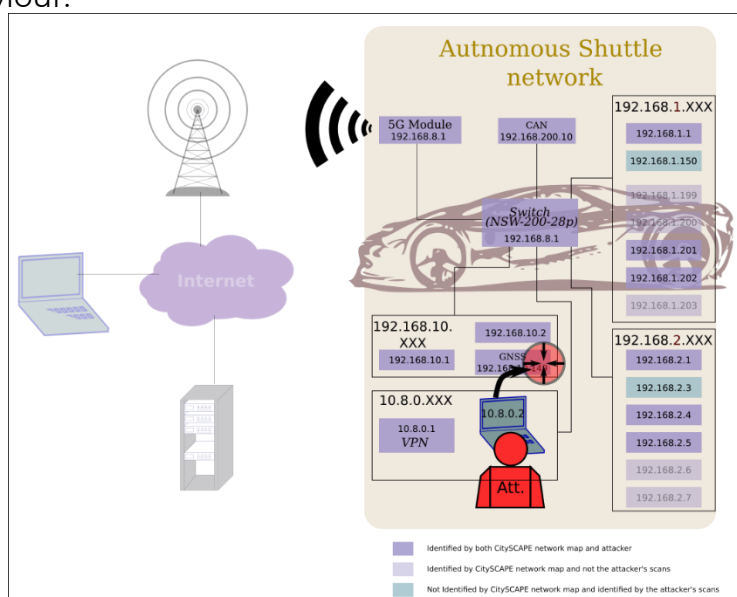 Autnomous Shuttle
network
5G Module
192.168.8.1
CAN
192.168.200.10
192.168.1.XXX
192.168.1.1
192.168.1.150
192.168.1.199
192.168.1.200
192.168.1.201
192.168.1.202
192.168.1.203
Switch
(NSW-200-28p)
192.168.8.1
Internet
192.168.10.
XXX
192.168.10.1
192.168.10.2
GNSS
10.8.0.XXX
10.8.0.1
VPN
10.8.0.2
Att.
192.168.2.XXX
192.168.2.1
192.168.2.3
192.168.2.4
192.168.2.5
192.168.2.6
192.168.2.7
Identified by both CitySCAPE network map and attacker
Identified by CitySCAPE network map and not the attacker's scans
Not Identified by CitySCAPE network map and identified by the attacker's scans